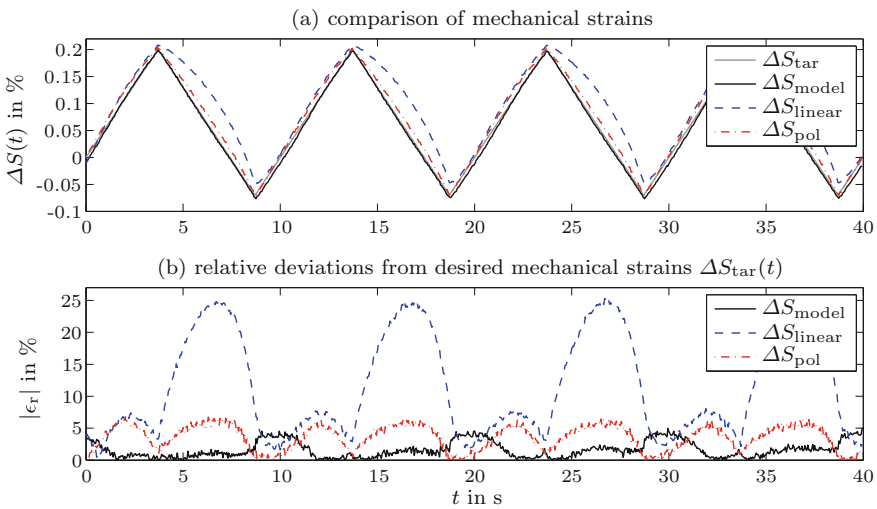 (a) comparison of mechanical strains
ΔS(t) in %
0.2
0.15
0.1
0.05
0
-0.05
-0.1
0 5 10 15 20 25 30 35 40
ΔS_tar
ΔS_model
ΔS_linear
ΔS_pol
(b) relative deviations from desired mechanical strains ΔS_tar(t)
|ϵ_r| in %
25
20
15
10
5
0
0 5 10 15 20 25 30 35 40
t in s
ΔS_model
ΔS_linear
ΔS_pol